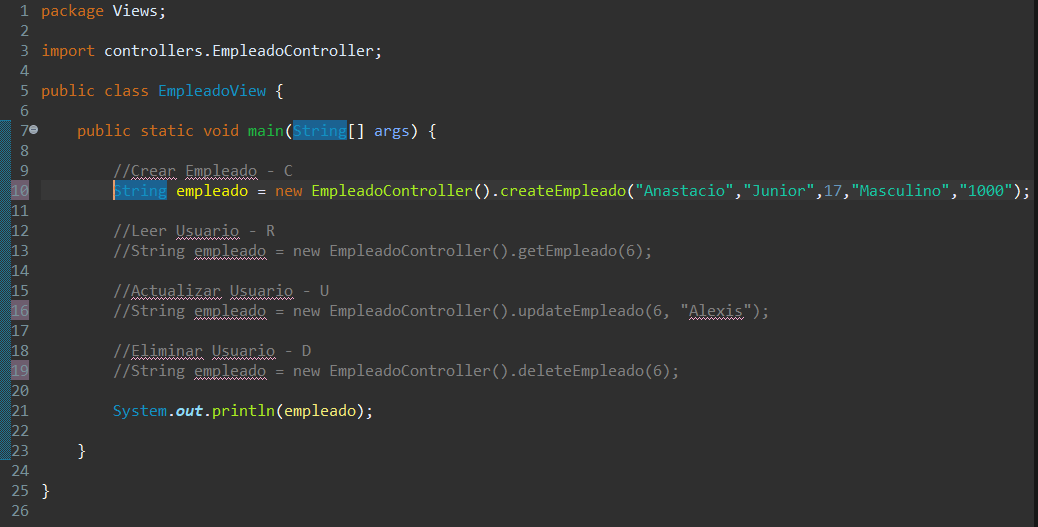 1 package Views;
2
3 import controllers.EmpleadoController;
4
5 public class EmpleadoView {
6
7 public static void main(String[] args) {
8
9 //Crear Empleado - C
10 String empleado = new EmpleadoController().createEmpleado("Anastacio","Junior",17,"Masculino","1000");
11
12 //Leer Usuario - R
13 //String empleado = new EmpleadoController().getEmpleado(6);
14
15 //Actualizar Usuario - U
16 //String empleado = new EmpleadoController().updateEmpleado(6, "Alexis");
17
18 //Eliminar Usuario - D
19 //String empleado = new EmpleadoController().deleteEmpleado(6);
20
21 System.out.println(empleado);
22
23 }
24
25 }
26